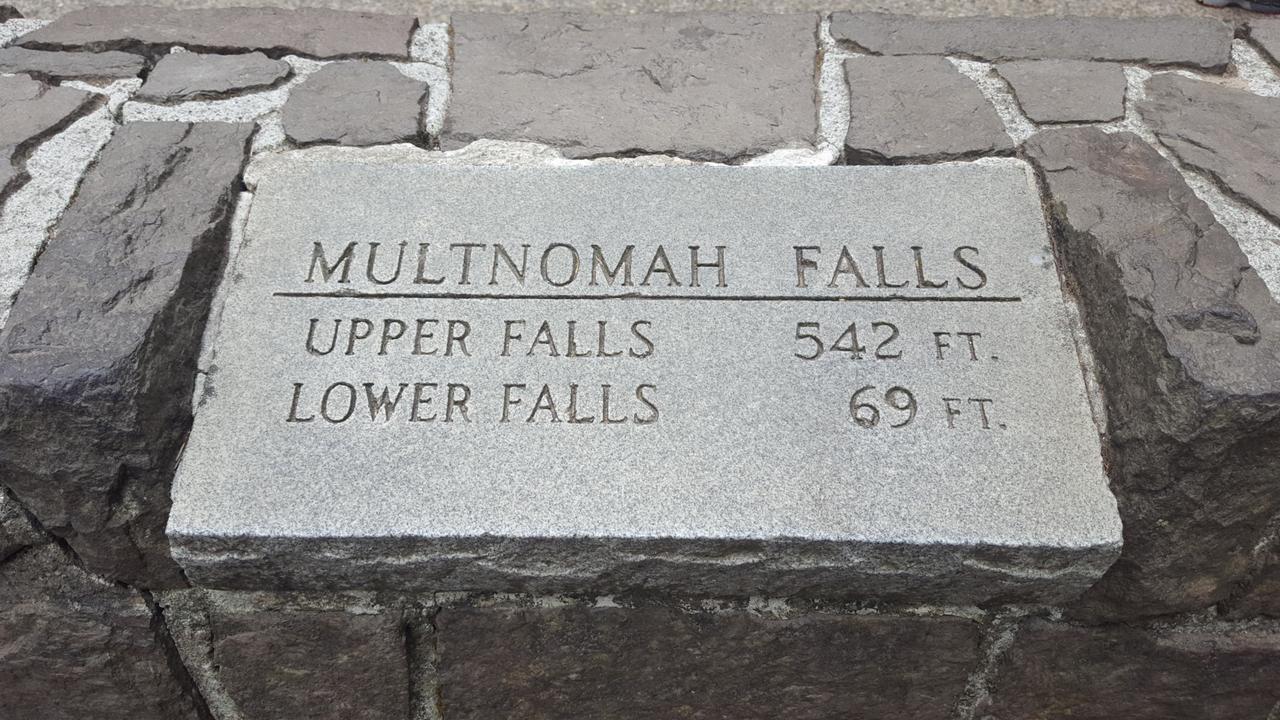 MULTNOMAH FALLS
UPPER FALLS 542 FT.
LOWER FALLS 69 FT.